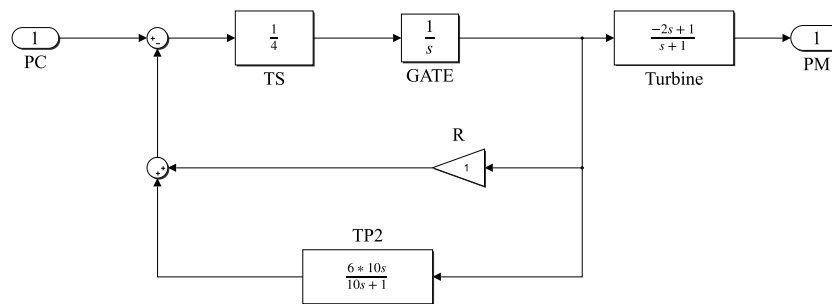 1
PC
+
−
1
4
TS
1
s
GATE
−2s + 1
s + 1
Turbine
1
PM
R
1
+
+
TP2
6 * 10s
10s + 1